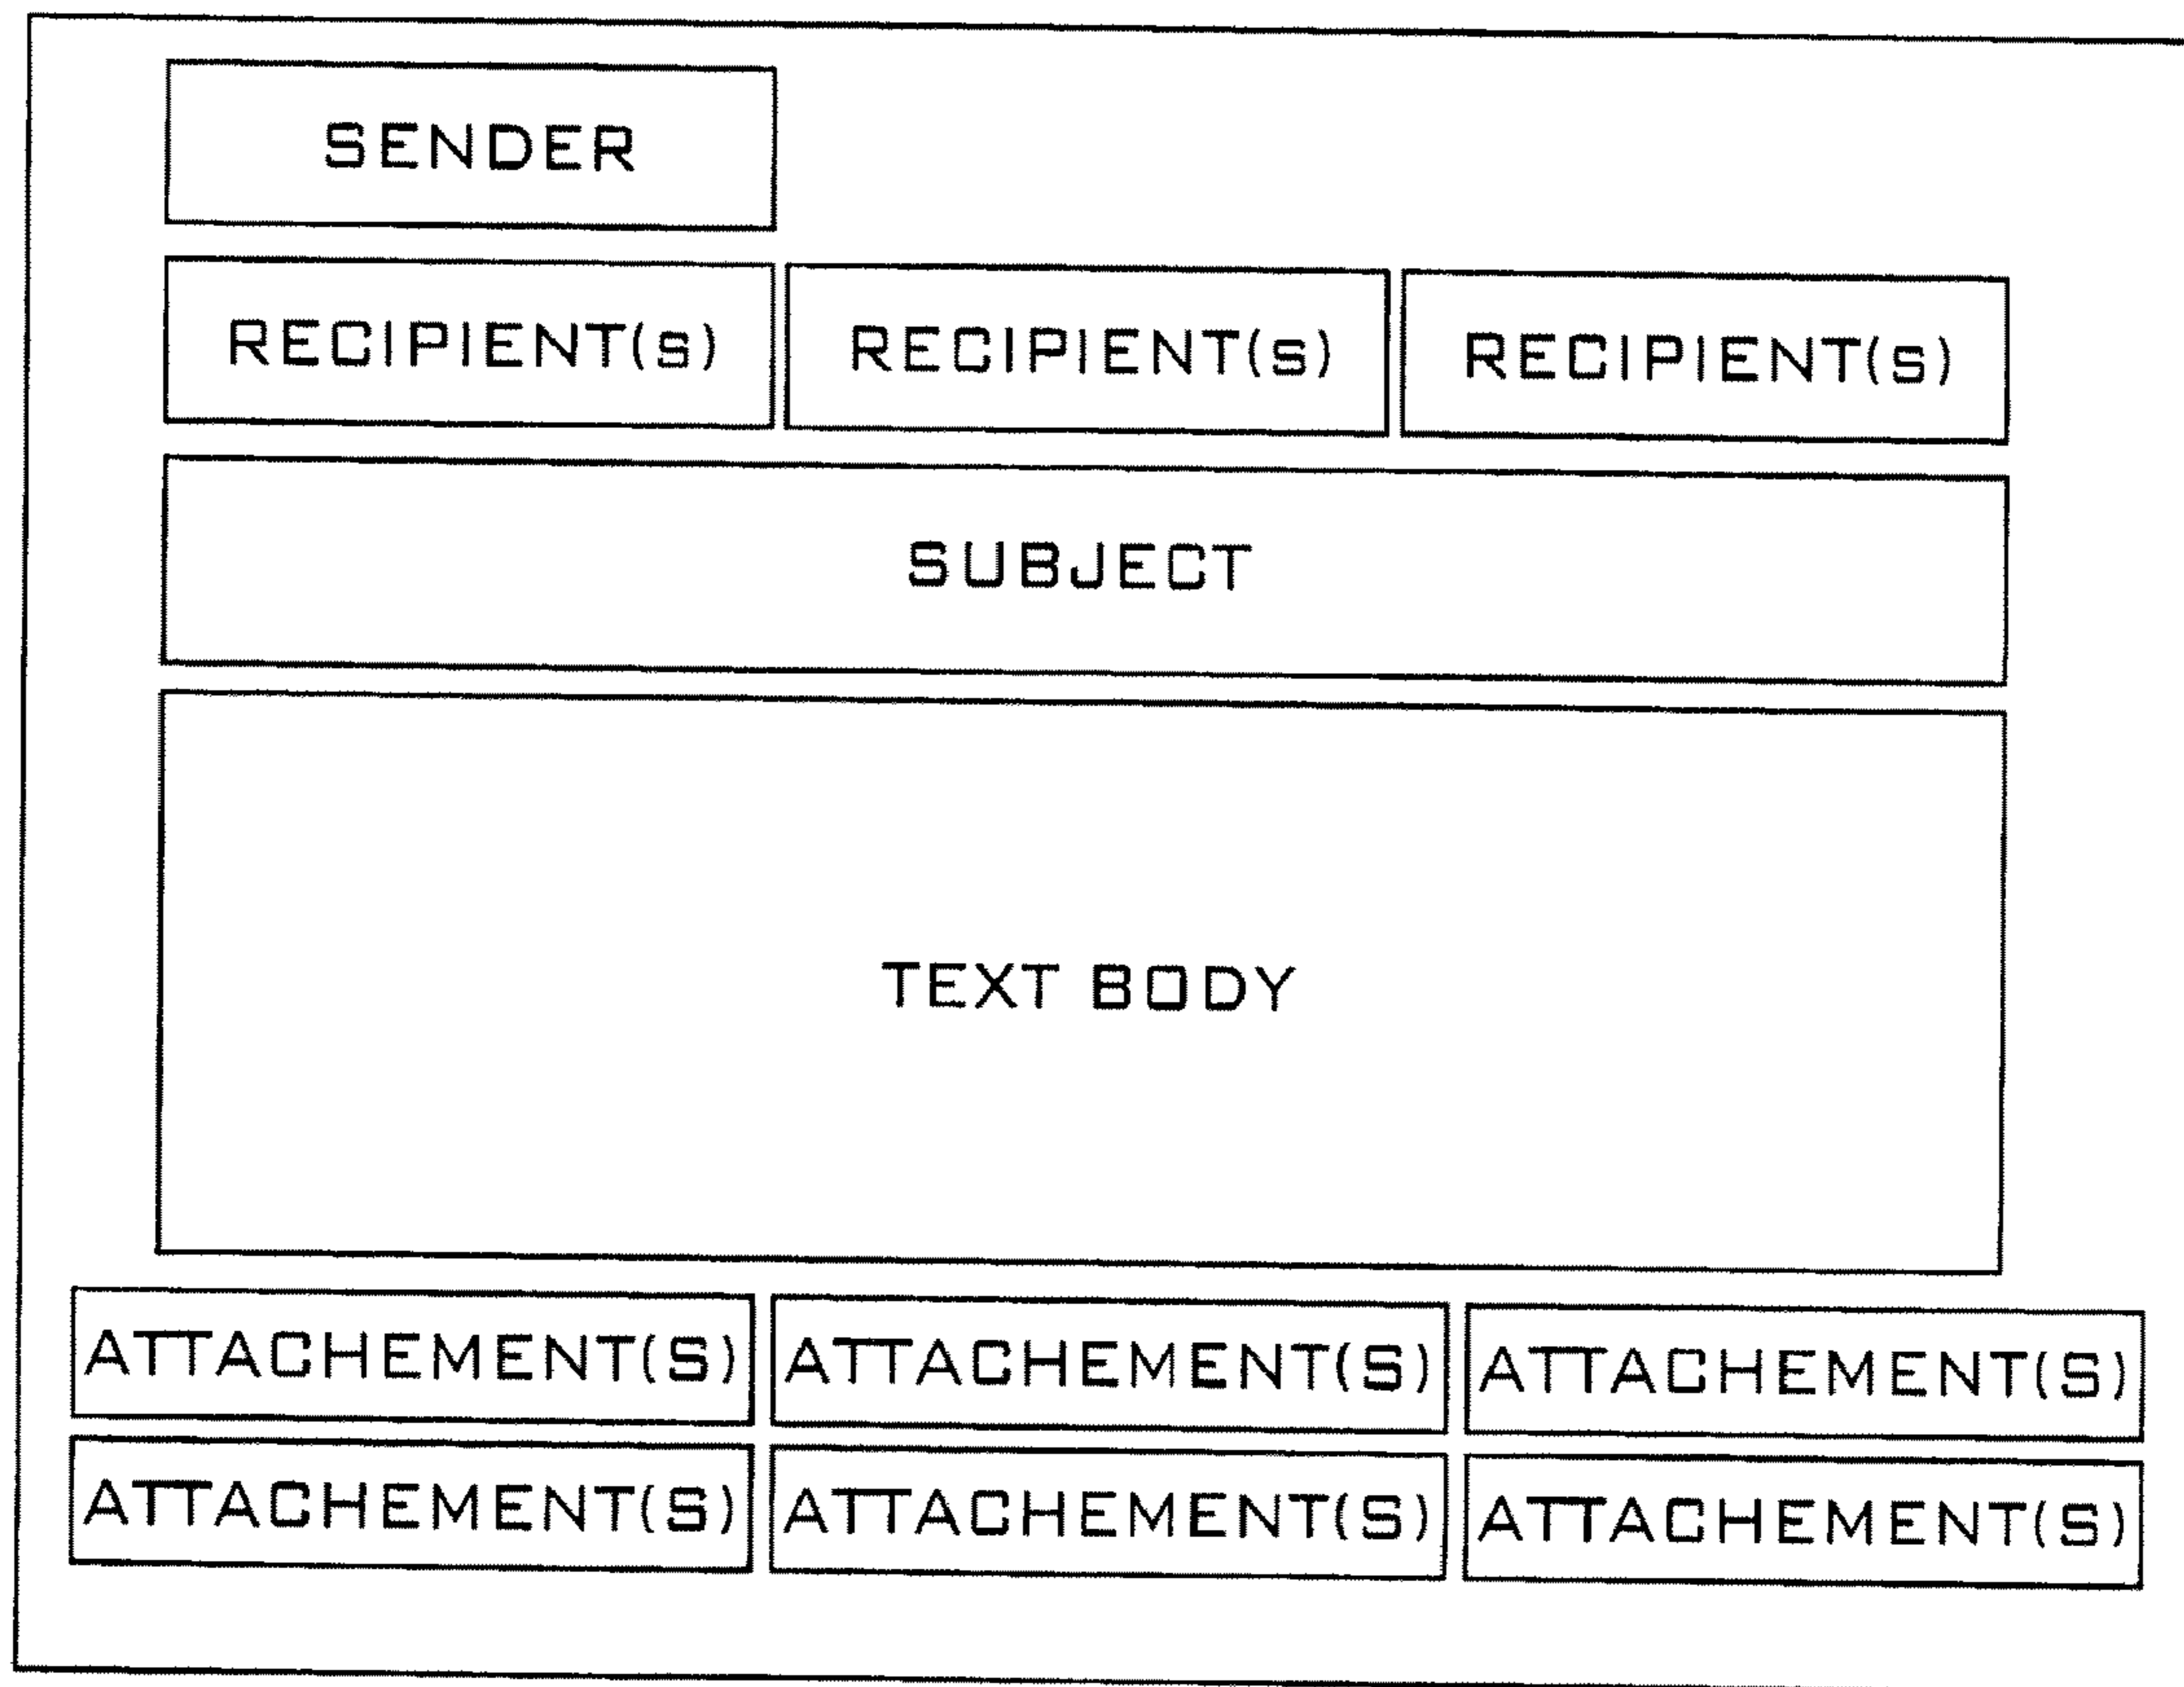 SENDER
RECIPIENT(s) RECIPIENT(s) RECIPIENT(s)
SUBJECT
TEXT BODY
ATTACHEMENT(S) ATTACHEMENT(S) ATTACHEMENT(S)
ATTACHEMENT(S) ATTACHEMENT(S) ATTACHEMENT(S)